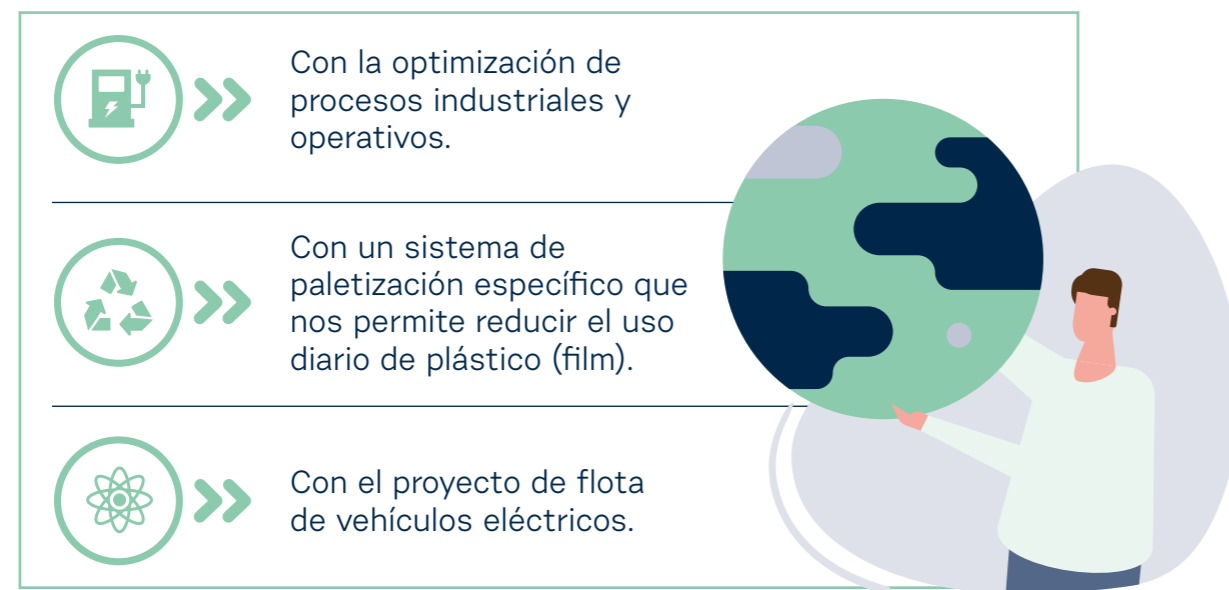 Con la optimización de
procesos industriales y
operativos.
Con un sistema de
paletización específico que
nos permite reducir el uso
diario de plástico (film).
Con el proyecto de flota
de vehículos eléctricos.